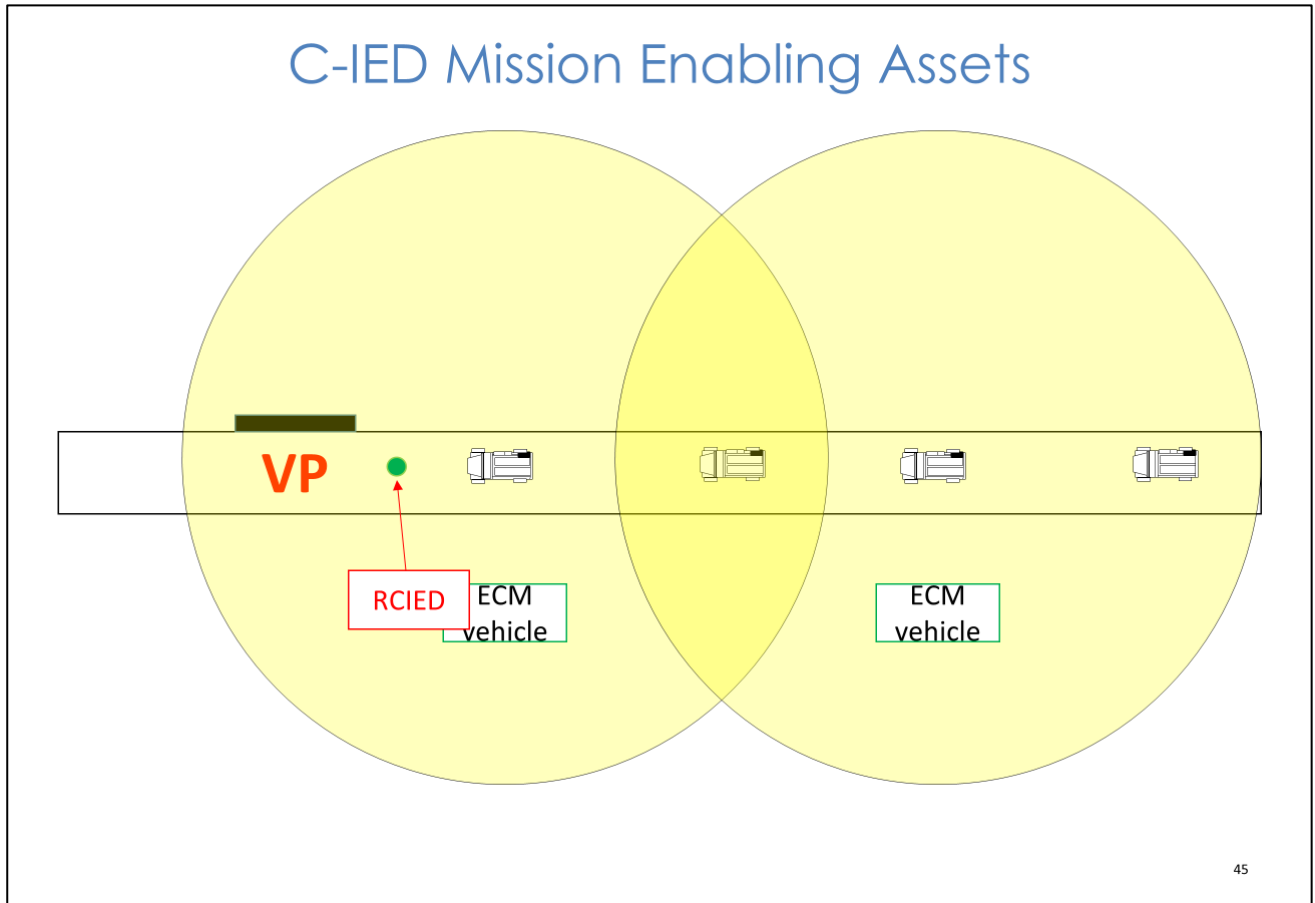 C-IED Mission Enabling Assets
VP
RCIED
ECM
vehicle
ECM
vehicle
45